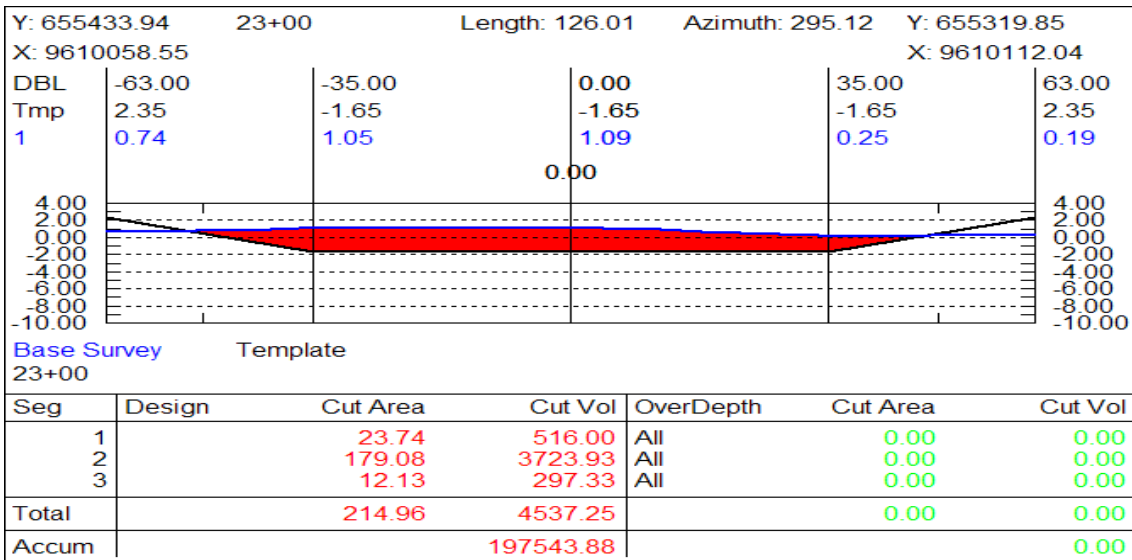 Y: 655433.94 23+00 Length: 126.01 Azimuth: 295.12 Y: 655319.85
X: 9610058.55 X: 9610112.04
DBL -63.00 -35.00 0.00 35.00 63.00
Tmp 2.35 -1.65 -1.65 -1.65 2.35
1 0.74 1.05 1.09 0.25 0.19
0.00
4.00 4.00
2.00 2.00
0.00 0.00
-2.00 -2.00
-4.00 -4.00
-6.00 -6.00
-8.00 -8.00
-10.00 -10.00
Base Survey Template
23+00
Seg Design Cut Area Cut Vol OverDepth Cut Area Cut Vol
1 23.74 516.00 All 0.00 0.00
2 179.08 3723.93 All 0.00 0.00
3 12.13 297.33 All 0.00 0.00
Total 214.96 4537.25 0.00 0.00
Accum 197543.88 0.00